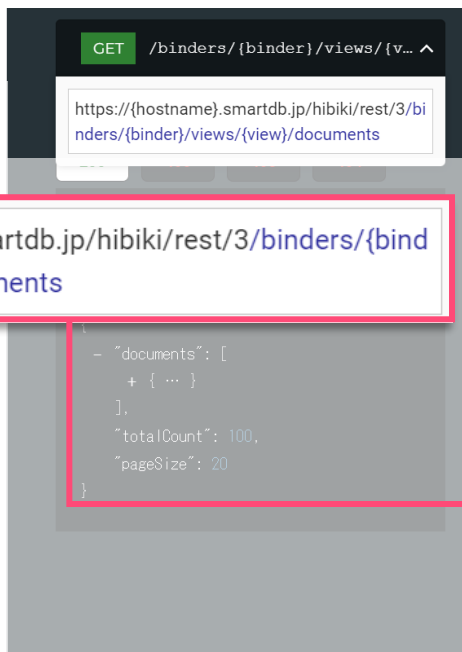 GET /binders/{binder}/views/{v…
https://{hostname}.smartdb.jp/hibiki/rest/3/bi
nders/{binder}/views/{view}/documents
artdb.jp/hibiki/rest/3/binders/{bind
ments
{
− "documents": [
+ { … }
],
"totalCount": 100,
"pageSize": 20
}